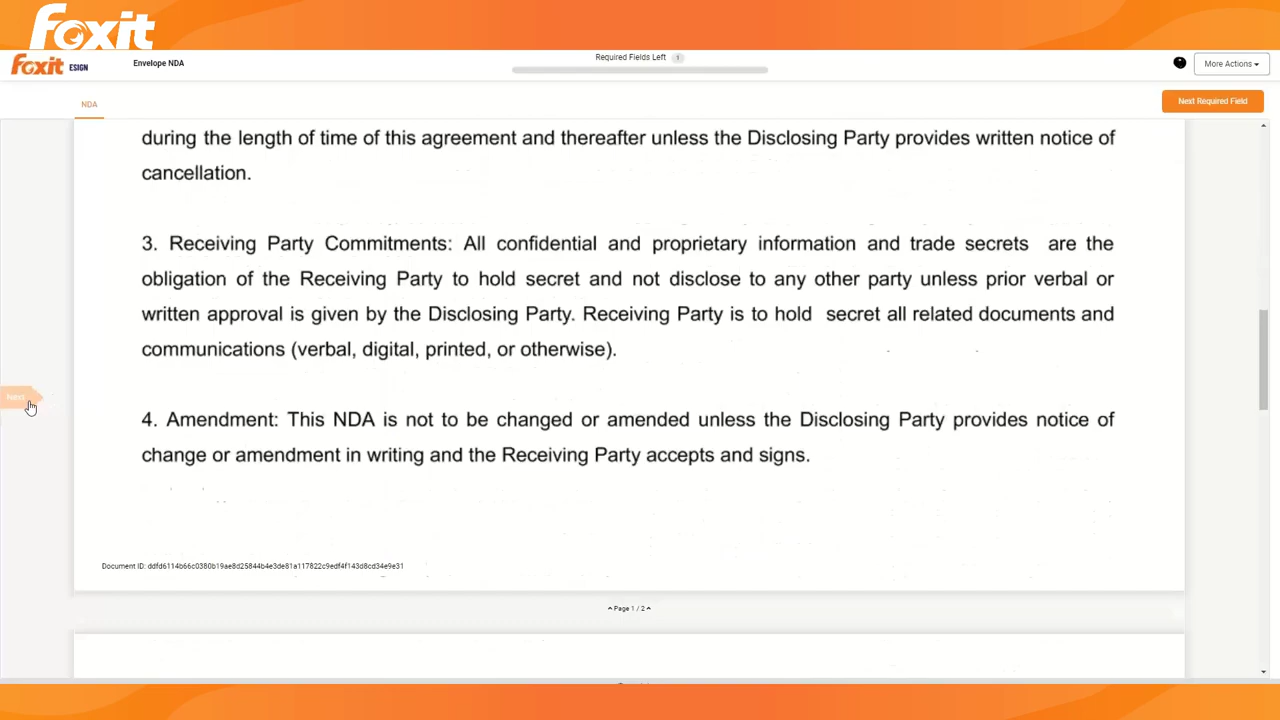 foxit
foxit ESIGN
Envelope NDA
Required Fields Left 1
More Actions
NDA
Next Required Field
during the length of time of this agreement and thereafter unless the Disclosing Party provides written notice of
cancellation.
3. Receiving Party Commitments: All confidential and proprietary information and trade secrets are the
obligation of the Receiving Party to hold secret and not disclose to any other party unless prior verbal or
written approval is given by the Disclosing Party. Receiving Party is to hold secret all related documents and
communications (verbal, digital, printed, or otherwise).
Next
4. Amendment: This NDA is not to be changed or amended unless the Disclosing Party provides notice of
change or amendment in writing and the Receiving Party accepts and signs.
Document ID: ddfd6114b66c0380b19ae8d25844b4e3de81a117822c9edf4f143d8cd34e9e31
Page 1 / 2